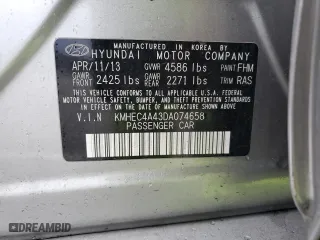 MANUFACTURED IN KOREA
HYUNDAI MOTOR COMPANY
APR/11/13 GVWR 4586 lbs PAINT FHM
GAWR FRONT 2425 lbs GAWR REAR 2271 lbs TRIM RAS
THIS VEHICLE CONFORMS TO ALL APPLICABLE U.S.A. FEDERAL
MOTOR VEHICLE SAFETY, BUMPER, AND THEFT PREVENTION
STANDARDS IN EFFECT ON THE DATE OF MANUFACTURE
SHOWN ABOVE.
V.I.N KMHEC4A43DA074658
PASSENGER CAR